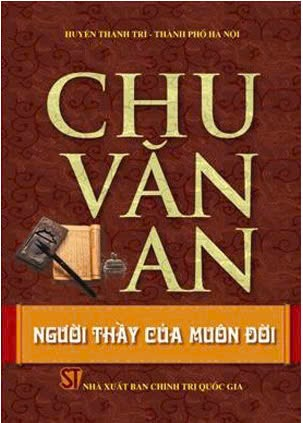 HUYỆN THANH TRÌ - THÀNH PHỐ HÀ NỘI
CHU
VĂN
AN
NGƯỜI THẦY CỦA MUÔN ĐỜI
ST
NHÀ XUẤT BẢN CHÍNH TRỊ QUỐC GIA